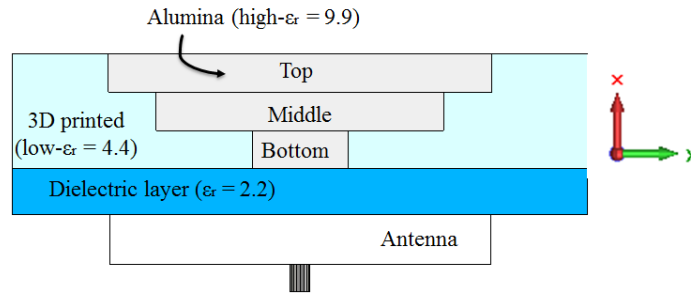 Alumina (high-εr = 9.9)
Top
Middle
3D printed
(low-εr = 4.4)
Bottom
Dielectric layer (εr = 2.2)
Antenna
x
y